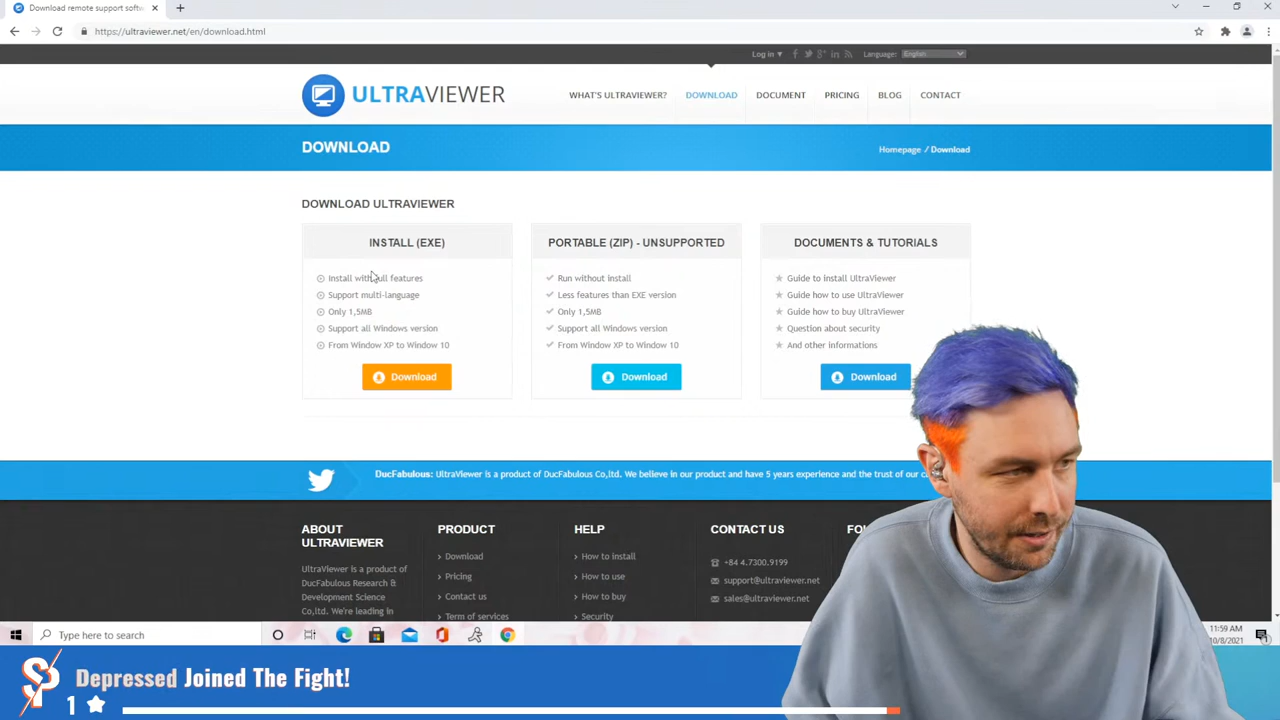 Download remote support softw
https://ultraviewer.net/en/download.html
Log in
Language: English
ULTRAVIEWER
WHAT'S ULTRAVIEWER? DOWNLOAD DOCUMENT PRICING BLOG CONTACT
DOWNLOAD
Homepage / Download
DOWNLOAD ULTRAVIEWER
INSTALL (EXE)
Install with full features
Support multi-language
Only 1,5MB
Support all Windows version
From Window XP to Window 10
Download
PORTABLE (ZIP) - UNSUPPORTED
Run without install
Less features than EXE version
Only 1,5MB
Support all Windows version
From Window XP to Window 10
Download
DOCUMENTS & TUTORIALS
Guide to install UltraViewer
Guide how to use UltraViewer
Guide how to buy UltraViewer
Question about security
And other informations
Download
DucFabulous: UltraViewer is a product of DucFabulous Co,ltd. We believe in our product and have 5 years experience and the trust of our c
ABOUT
ULTRAVIEWER
UltraViewer is a product of
DucFabulous Research &
Development Science
Co,ltd. We're leading in
PRODUCT
Download
Pricing
Contact us
Term of services
HELP
How to install
How to use
How to buy
Security
CONTACT US
+84 4.7300.9199
support@ultraviewer.net
sales@ultraviewer.net
FO
Type here to search
11:59 AM
10/8/2021
Depressed Joined The Fight!
1